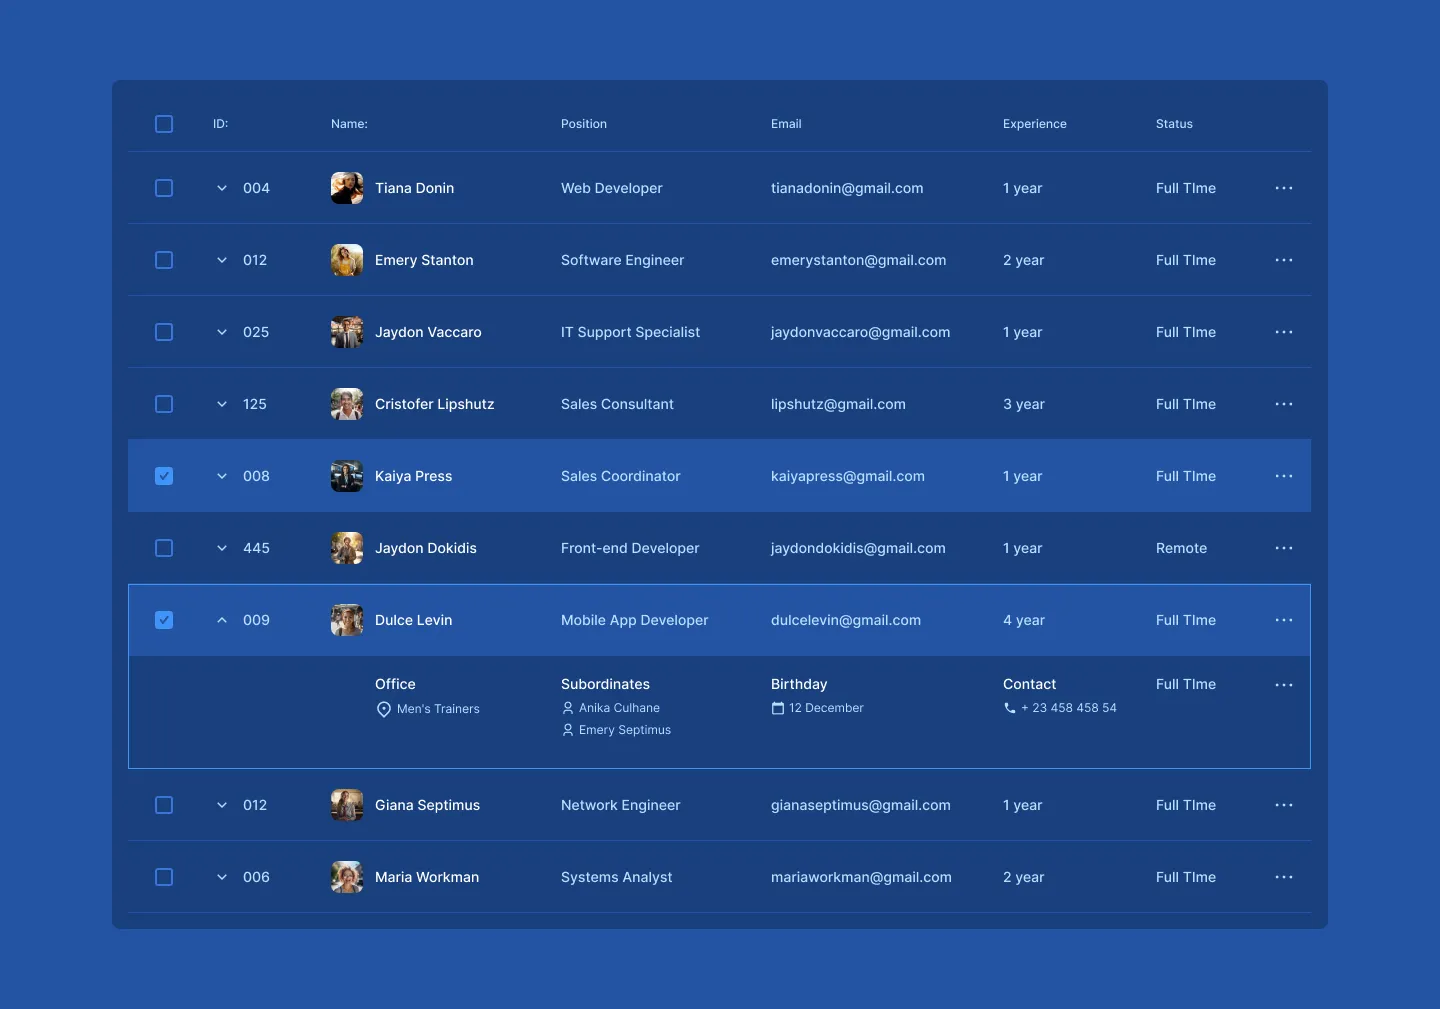 ID: Name: Position Email Experience Status
004 Tiana Donin Web Developer tianadonin@gmail.com 1 year Full TIme
012 Emery Stanton Software Engineer emerystanton@gmail.com 2 year Full TIme
025 Jaydon Vaccaro IT Support Specialist jaydonvaccaro@gmail.com 1 year Full TIme
125 Cristofer Lipshutz Sales Consultant lipshutz@gmail.com 3 year Full TIme
008 Kaiya Press Sales Coordinator kaiyapress@gmail.com 1 year Full TIme
445 Jaydon Dokidis Front-end Developer jaydondokidis@gmail.com 1 year Remote
009 Dulce Levin Mobile App Developer dulcelevin@gmail.com 4 year Full TIme
Office Subordinates Birthday Contact Full TIme
Men's Trainers Anika Culhane 12 December + 23 458 458 54
Emery Septimus
012 Giana Septimus Network Engineer gianaseptimus@gmail.com 1 year Full TIme
006 Maria Workman Systems Analyst mariaworkman@gmail.com 2 year Full TIme